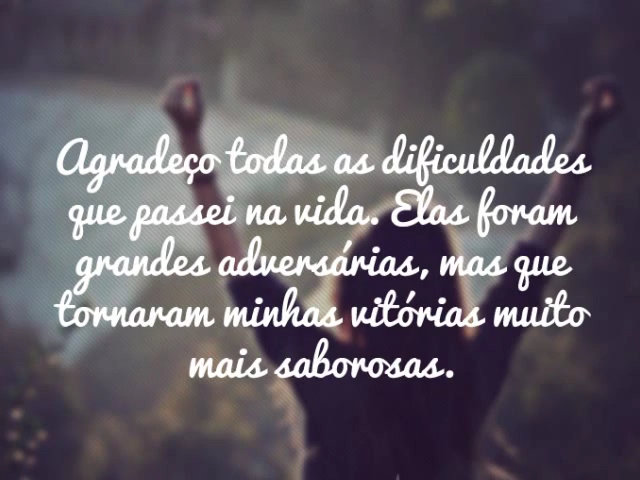 Agradeço todas as dificuldades
que passei na vida. Elas foram
grandes adversárias, mas que
tornaram minhas vitórias muito
mais saborosas.